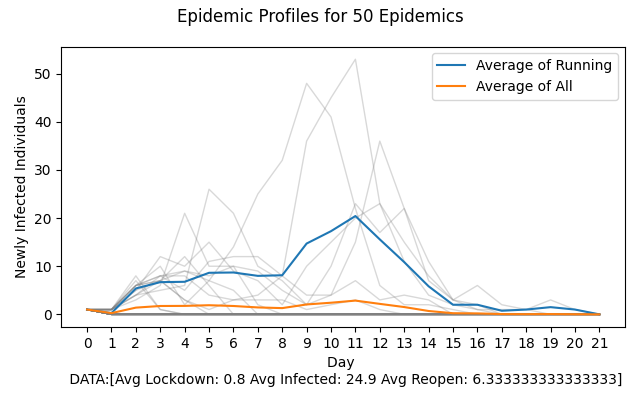 Epidemic Profiles for 50 Epidemics
Newly Infected Individuals
50
40
30
20
10
0
Average of Running
Average of All
0 1 2 3 4 5 6 7 8 9 10 11 12 13 14 15 16 17 18 19 20 21
Day
DATA:[Avg Lockdown: 0.8 Avg Infected: 24.9 Avg Reopen: 6.333333333333333]